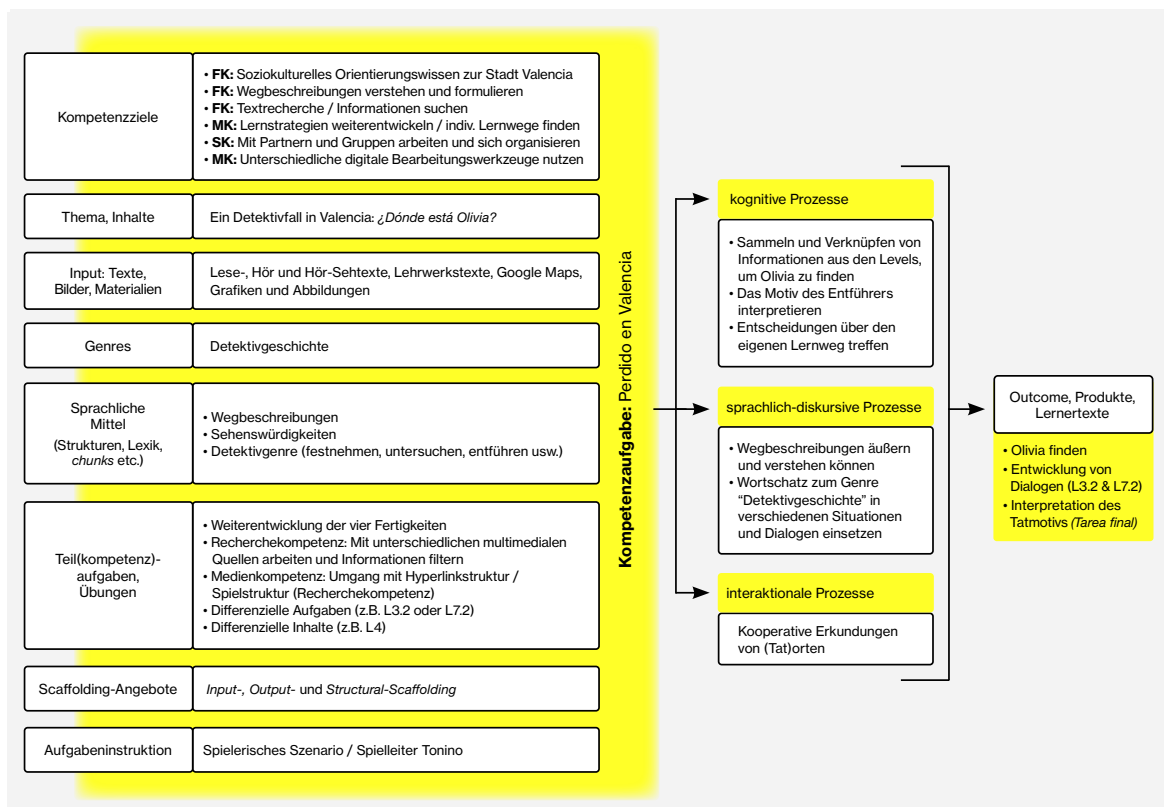 Kompetenzziele
• FK: Soziokulturelles Orientierungswissen zur Stadt Valencia
• FK: Wegbeschreibungen verstehen und formulieren
• FK: Textrecherche / Informationen suchen
• MK: Lernstrategien weiterentwickeln / indiv. Lernwege finden
• SK: Mit Partnern und Gruppen arbeiten und sich organisieren
• MK: Unterschiedliche digitale Bearbeitungswerkzeuge nutzen
Thema, Inhalte
Ein Detektivfall in Valencia: ¿Dónde está Olivia?
Input: Texte,
Bilder, Materialien
Lese-, Hör und Hör-Sehtexte, Lehrwerkstexte, Google Maps,
Grafiken und Abbildungen
Genres
Detektivgeschichte
Sprachliche
Mittel
(Strukturen, Lexik,
chunks etc.)
• Wegbeschreibungen
• Sehenswürdigkeiten
• Detektivgenre (festnehmen, untersuchen, entführen usw.)
Teil(kompetenz)-
aufgaben,
Übungen
• Weiterentwicklung der vier Fertigkeiten
• Recherchekompetenz: Mit unterschiedlichen multimedialen
Quellen arbeiten und Informationen filtern
• Medienkompetenz: Umgang mit Hyperlinkstruktur /
Spielstruktur (Recherchekompetenz)
• Differenzielle Aufgaben (z.B. L3.2 oder L7.2)
• Differenzielle Inhalte (z.B. L4)
Scaffolding-Angebote
Input-, Output- und Structural-Scaffolding
Aufgabeninstruktion
Spielerisches Szenario / Spielleiter Tonino
Kompetenzaufgabe: Perdido en Valencia
kognitive Prozesse
• Sammeln und Verknüpfen von
Informationen aus den Levels,
um Olivia zu finden
• Das Motiv des Entführers
interpretieren
• Entscheidungen über den
eigenen Lernweg treffen
sprachlich-diskursive Prozesse
• Wegbeschreibungen äußern
und verstehen können
• Wortschatz zum Genre
“Detektivgeschichte” in
verschiedenen Situationen
und Dialogen einsetzen
interaktionale Prozesse
Kooperative Erkundungen
von (Tat)orten
Outcome, Produkte,
Lernertexte
• Olivia finden
• Entwicklung von
Dialogen (L3.2 & L7.2)
• Interpretation des
Tatmotivs (Tarea final)